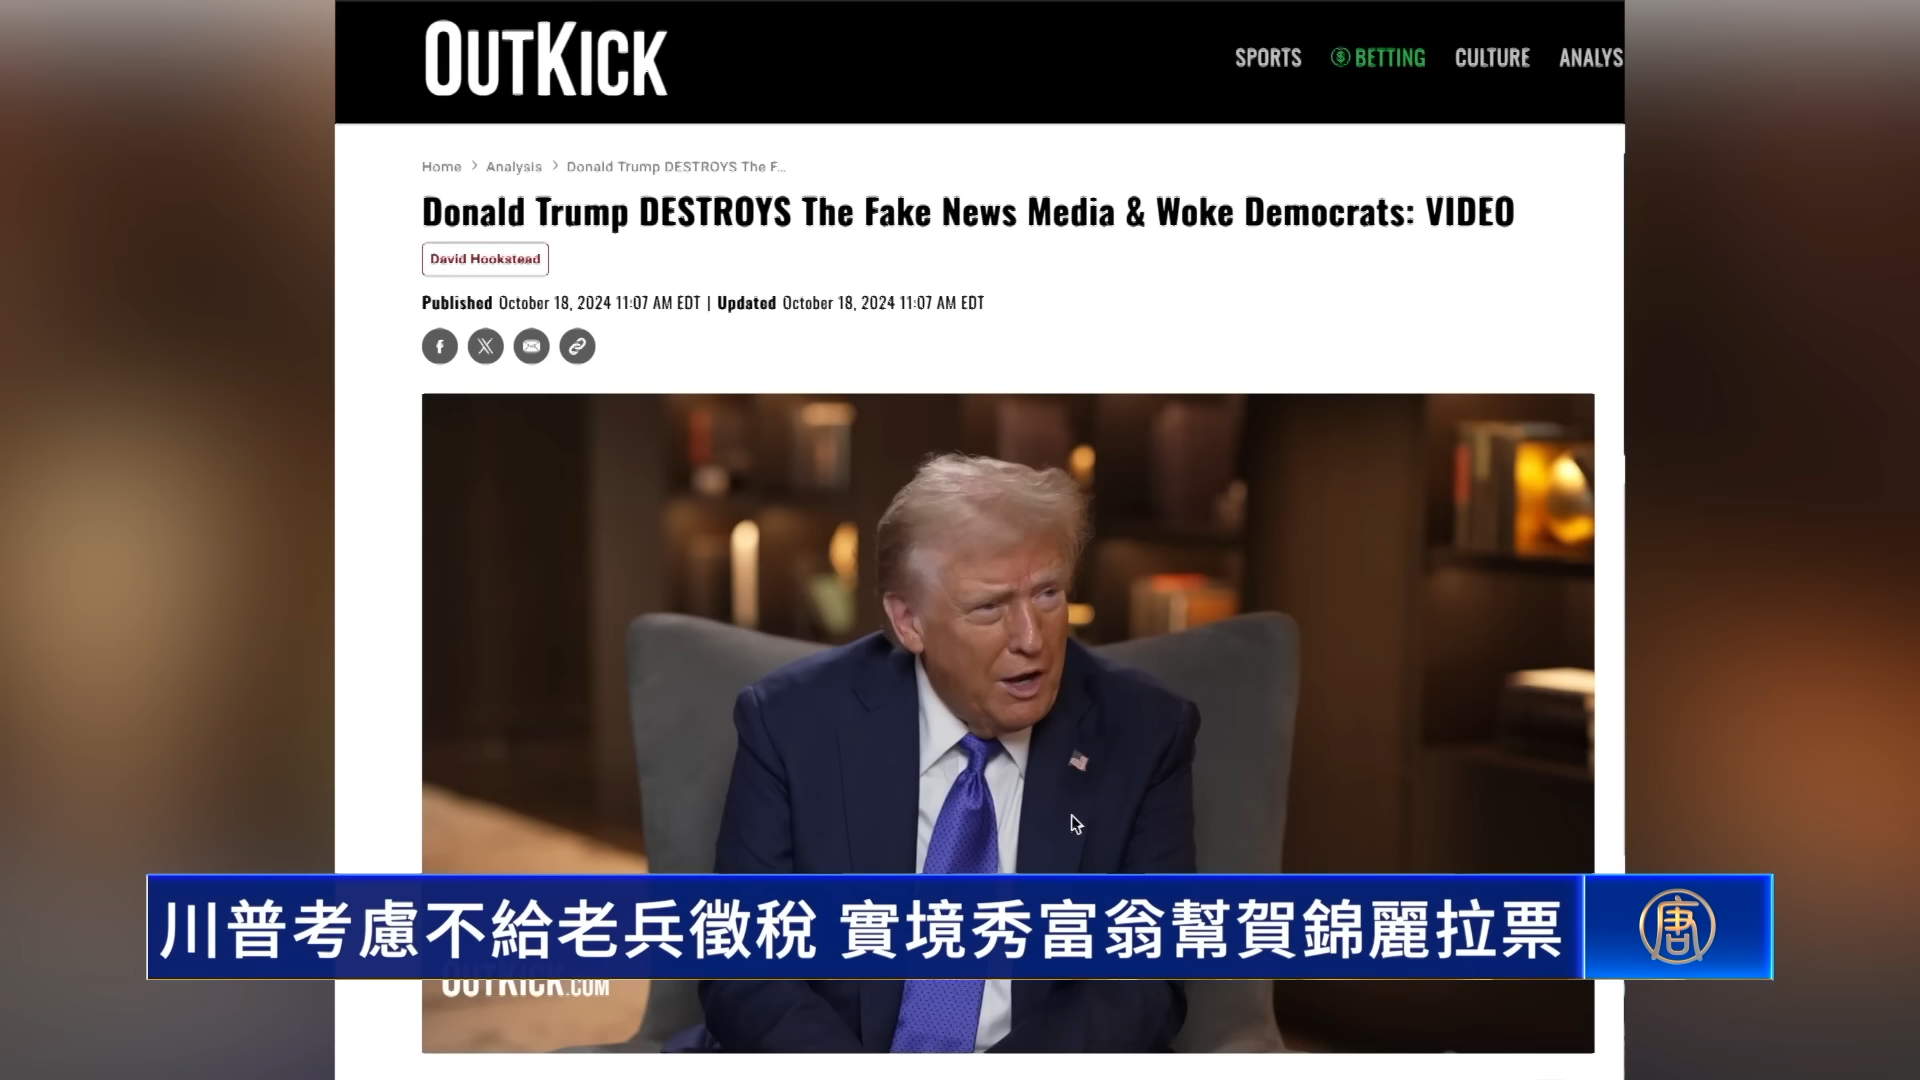 OUTKICK
SPORTS BETTING CULTURE ANALYS
Home > Analysis > Donald Trump DESTROYS The F...
Donald Trump DESTROYS The Fake News Media & Woke Democrats: VIDEO
David Hookstead
Published October 18, 2024 11:07 AM EDT | Updated October 18, 2024 11:07 AM EDT
川普考慮不給老兵徵稅 實境秀富翁幫賀錦麗拉票
唐
OUTKICK.COM